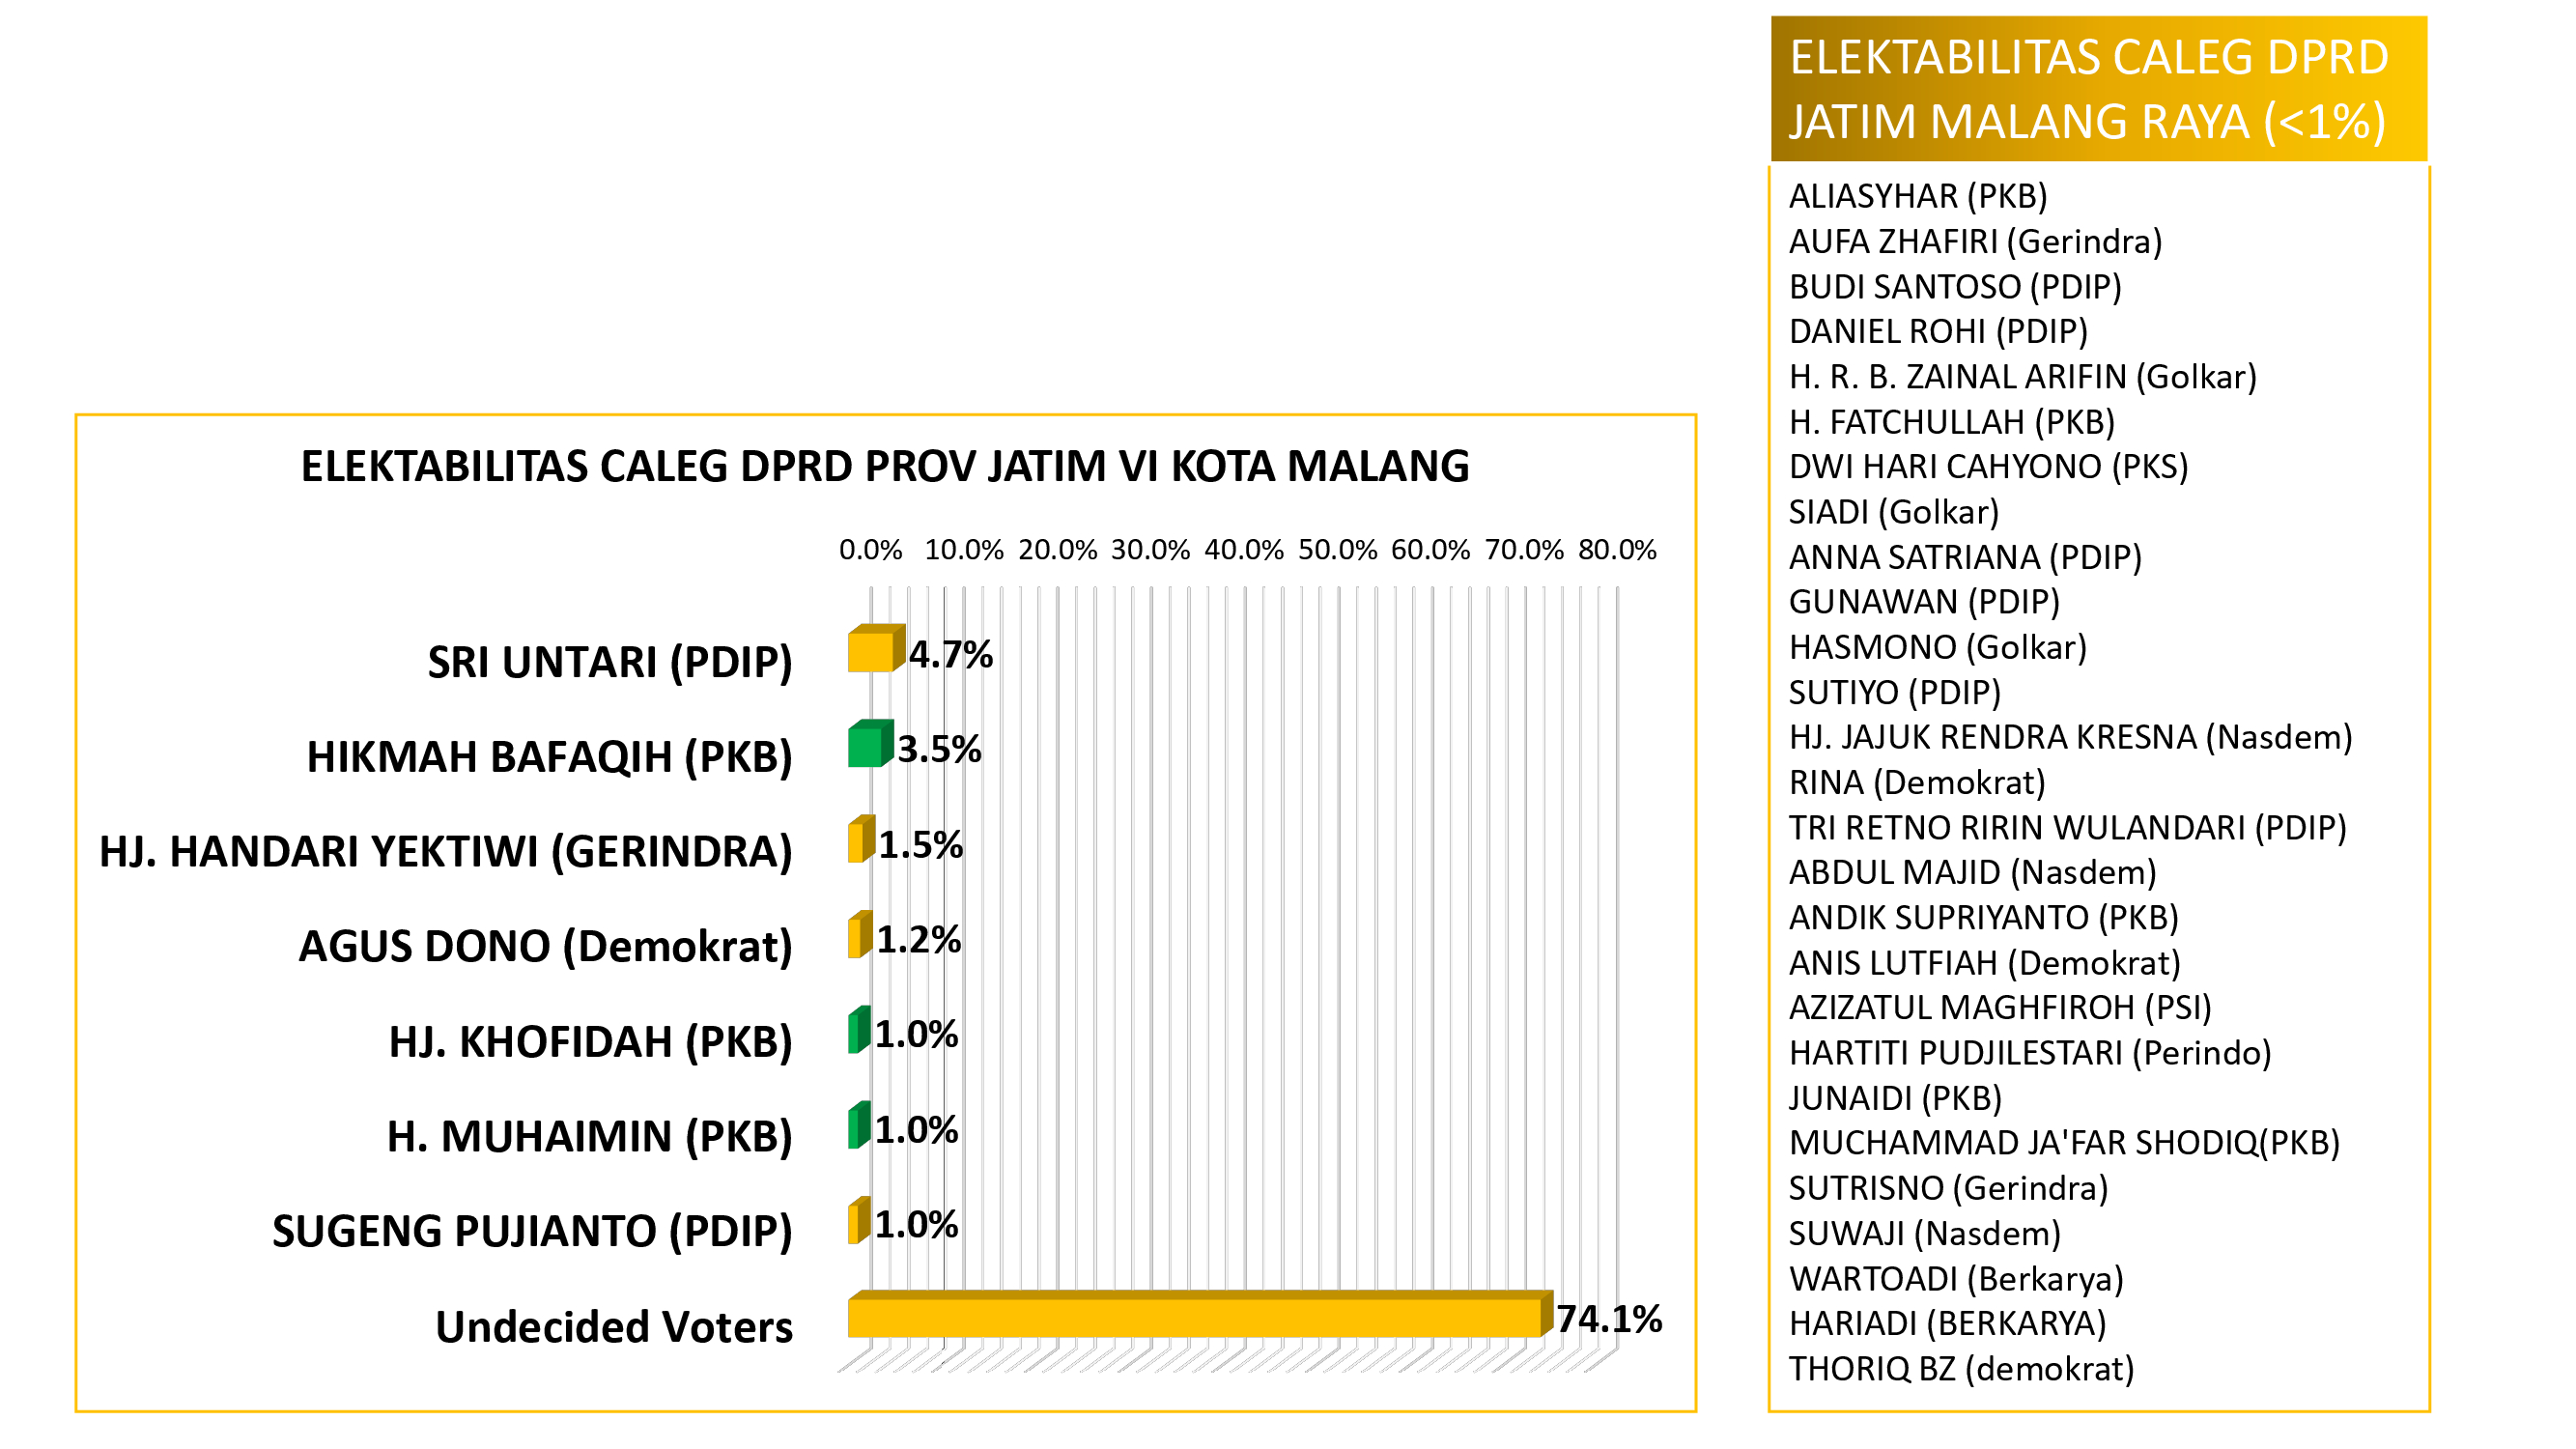 ELEKTABILITAS CALEG DPRD PROV JATIM VI KOTA MALANG
0.0% 10.0% 20.0% 30.0% 40.0% 50.0% 60.0% 70.0% 80.0%
SRI UNTARI (PDIP) 4.7%
HIKMAH BAFAQIH (PKB) 3.5%
HJ. HANDARI YEKTIWI (GERINDRA) 1.5%
AGUS DONO (Demokrat) 1.2%
HJ. KHOFIDAH (PKB) 1.0%
H. MUHAIMIN (PKB) 1.0%
SUGENG PUJIANTO (PDIP) 1.0%
Undecided Voters 74.1%
ELEKTABILITAS CALEG DPRD
JATIM MALANG RAYA (<1%)
ALIASYHAR (PKB)
AUFA ZHAFIRI (Gerindra)
BUDI SANTOSO (PDIP)
DANIEL ROHI (PDIP)
H. R. B. ZAINAL ARIFIN (Golkar)
H. FATCHULLAH (PKB)
DWI HARI CAHYONO (PKS)
SIADI (Golkar)
ANNA SATRIANA (PDIP)
GUNAWAN (PDIP)
HASMONO (Golkar)
SUTIYO (PDIP)
HJ. JAJUK RENDRA KRESNA (Nasdem)
RINA (Demokrat)
TRI RETNO RIRIN WULANDARI (PDIP)
ABDUL MAJID (Nasdem)
ANDIK SUPRIYANTO (PKB)
ANIS LUTFIAH (Demokrat)
AZIZATUL MAGHFIROH (PSI)
HARTITI PUDJILESTARI (Perindo)
JUNAIDI (PKB)
MUCHAMMAD JA'FAR SHODIQ(PKB)
SUTRISNO (Gerindra)
SUWAJI (Nasdem)
WARTOADI (Berkarya)
HARIADI (BERKARYA)
THORIQ BZ (demokrat)